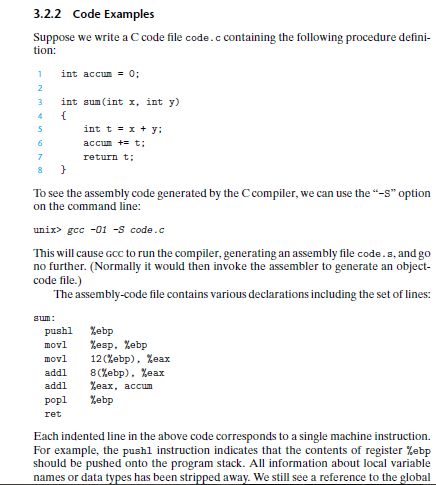 3.2.2 Code Examples
Suppose we write a C code file code.c containing the following procedure defini-
tion:
1 int accum = 0;
2
3 int sum(int x, int y)
4 {
5 int t = x + y;
6 accum += t;
7 return t;
8 }
To see the assembly code generated by the C compiler, we can use the “-S” option
on the command line:
unix> gcc -O1 -S code.c
This will cause GCC to run the compiler, generating an assembly file code.s, and go
no further. (Normally it would then invoke the assembler to generate an object-
code file.)
The assembly-code file contains various declarations including the set of lines:
sum:
pushl %ebp
movl %esp, %ebp
movl 12(%ebp), %eax
addl 8(%ebp), %eax
addl %eax, accum
popl %ebp
ret
Each indented line in the above code corresponds to a single machine instruction.
For example, the pushl instruction indicates that the contents of register %ebp
should be pushed onto the program stack. All information about local variable
names or data types has been stripped away. We still see a reference to the global